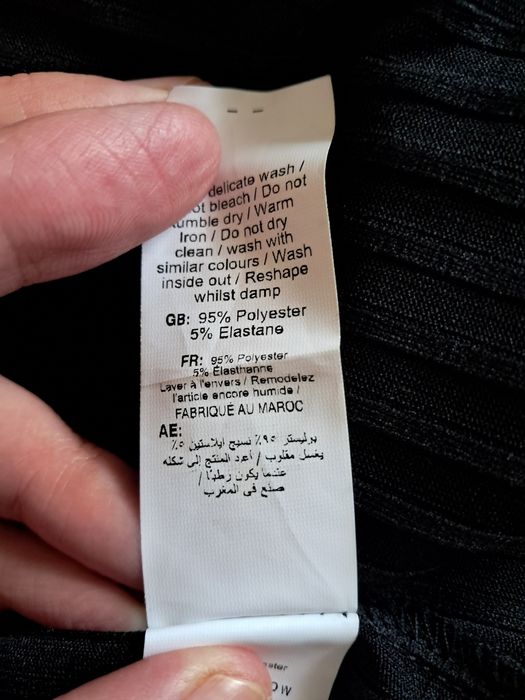 delicate wash /
bleach / Do not
tumble dry / Warm
Iron / Do not dry
clean / wash with
similar colours / Wash
inside out / Reshape
whilst damp
GB: 95% Polyester
5% Elastane
FR: 95% Polyester
5% Élasthanne
Laver à l'envers / Remodelez
l'article encore humide /
FABRIQUÉ AU MAROC
AE:
بوليستر ٩٥٪ نسيج ايلاستين ٥٪
يغسل مقلوب / أعد المنتج إلى شكله
عندما يكون رطبًا /
صنع في المغرب